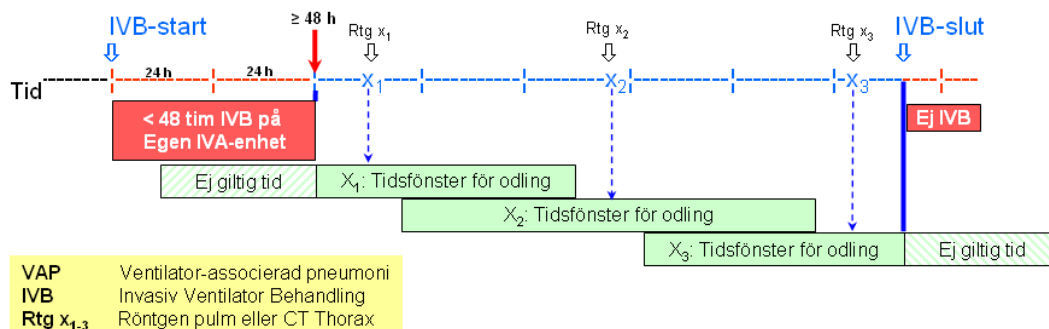 IVB-start
≥ 48 h
Rtg x1
Rtg x2
Rtg x3
IVB-slut
24 h
24 h
Tid
X1
X2
X3
< 48 tim IVB på
Egen IVA-enhet
Ej IVB
Ej giltig tid
X1: Tidsfönster för odling
X2: Tidsfönster för odling
X3: Tidsfönster för odling
Ej giltig tid
VAP Ventilator-associerad pneumoni
IVB Invasiv Ventilator Behandling
Rtg x1-3 Röntgen pulm eller CT Thorax